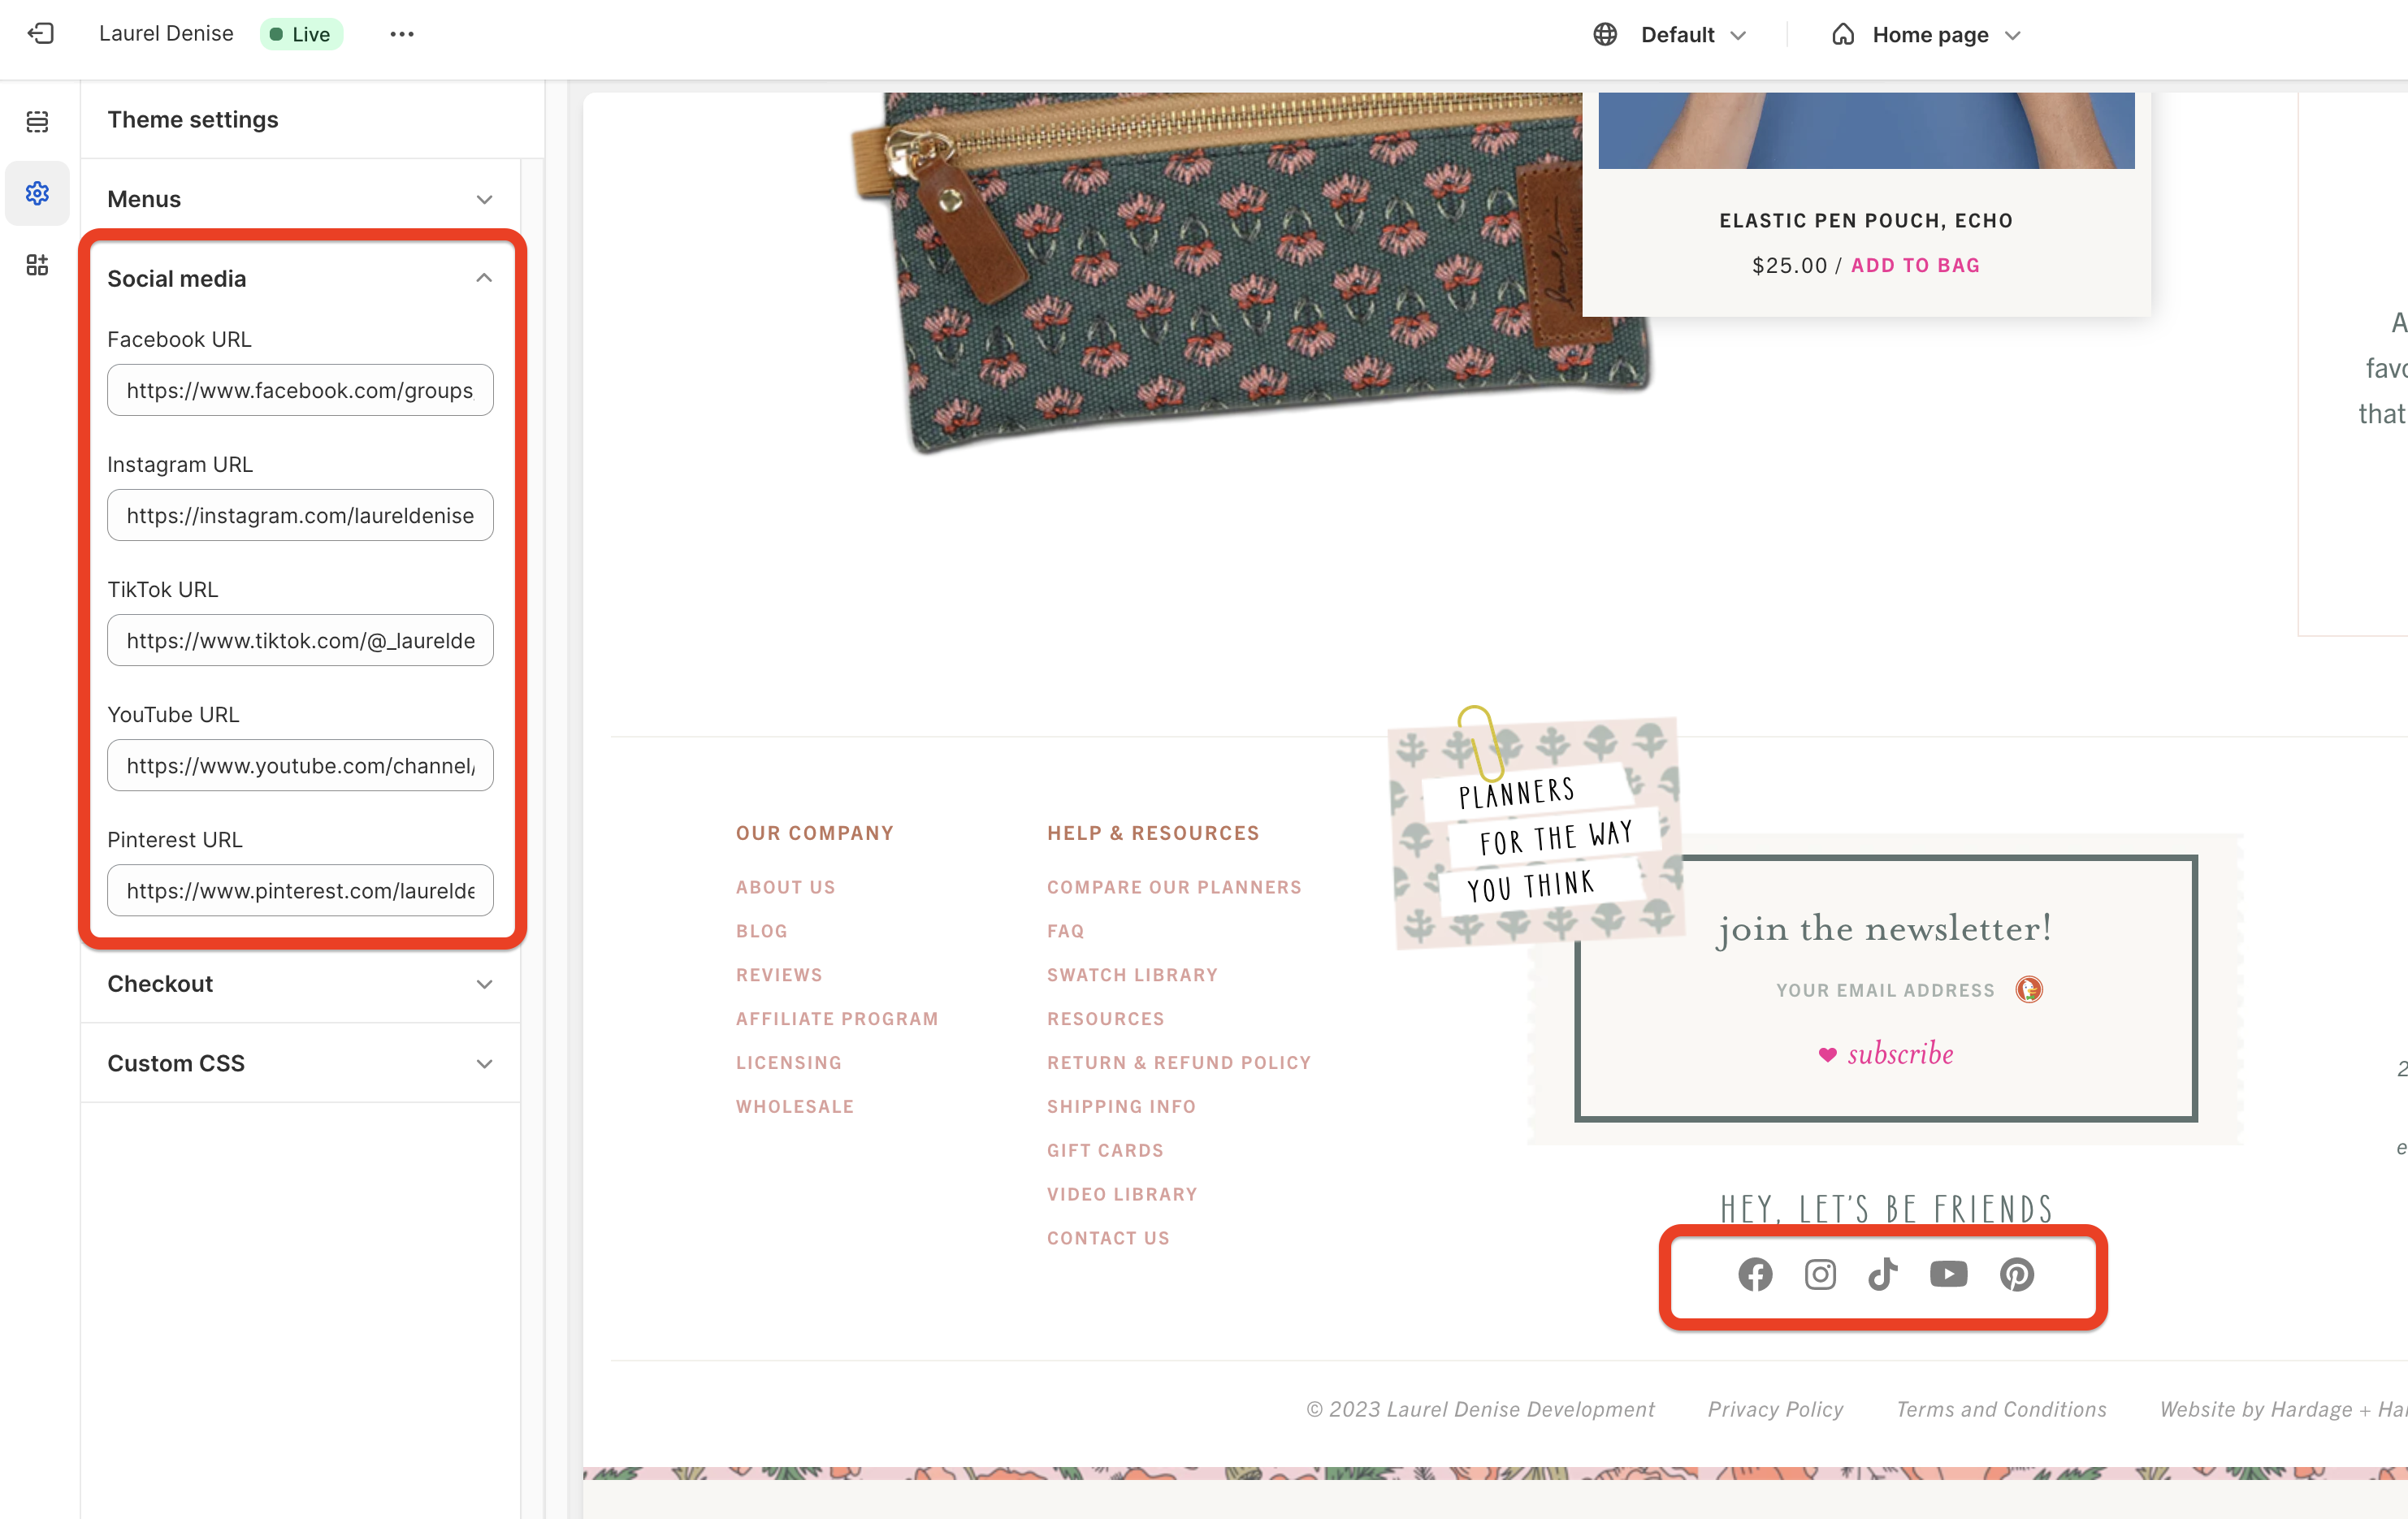 Laurel Denise
Live
Default
Home page
Theme settings
Menus
Social media
Facebook URL
https://www.facebook.com/groups
Instagram URL
https://instagram.com/laureldenise
TikTok URL
https://www.tiktok.com/@_laurelde
YouTube URL
https://www.youtube.com/channel/
Pinterest URL
https://www.pinterest.com/laurelde
Checkout
Custom CSS
ELASTIC PEN POUCH, ECHO
$25.00 / ADD TO BAG
A
favo
that
OUR COMPANY
ABOUT US
BLOG
REVIEWS
AFFILIATE PROGRAM
LICENSING
WHOLESALE
HELP & RESOURCES
COMPARE OUR PLANNERS
FAQ
SWATCH LIBRARY
RESOURCES
RETURN & REFUND POLICY
SHIPPING INFO
GIFT CARDS
VIDEO LIBRARY
CONTACT US
PLANNERS
FOR THE WAY
YOU THINK
join the newsletter!
YOUR EMAIL ADDRESS
subscribe
2
e
HEY, LET'S BE FRIENDS
© 2023 Laurel Denise Development
Privacy Policy
Terms and Conditions
Website by Hardage + Ha